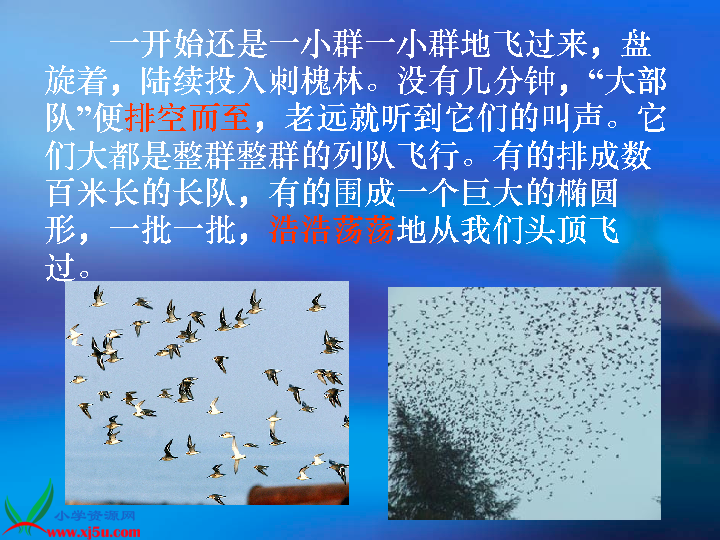 一开始还是一小群一小群地飞过来，盘
旋着，陆续投入刺槐林。没有几分钟，“大部
队”便排空而至，老远就听到它们的叫声。它
们大都是整群整群的列队飞行。有的排成数
百米长的长队，有的围成一个巨大的椭圆
形，一批一批，浩浩荡荡地从我们头顶飞
过。
小学资源网
www.xj5u.com